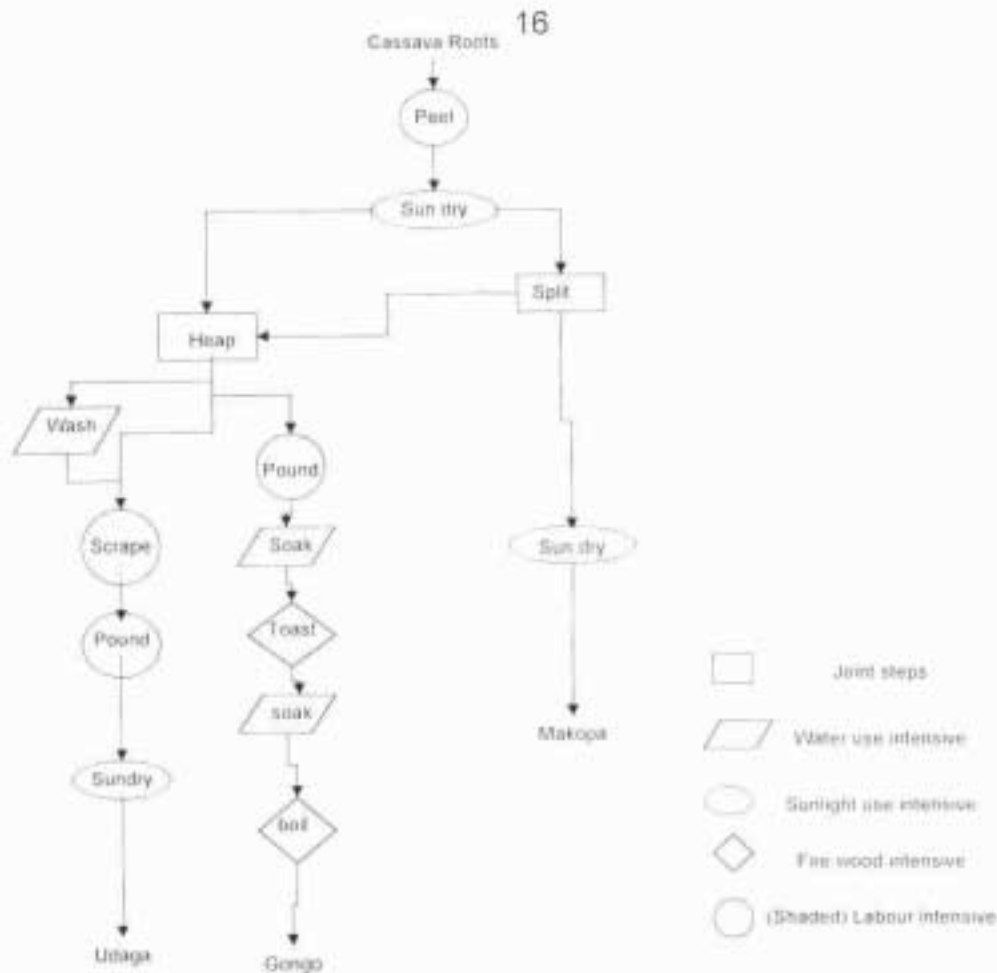 16
Cassava Roots
Peel
Sun dry
Split
Heap
Wash
Pound
Scrape
Soak
Sun dry
Toast
Pound
Joint steps
soak
Makopa
Water use intensive
Sundry
Sunlight use intensive
boil
Fire wood intensive
(Shaded) Labour intensive
Udaga
Gongo